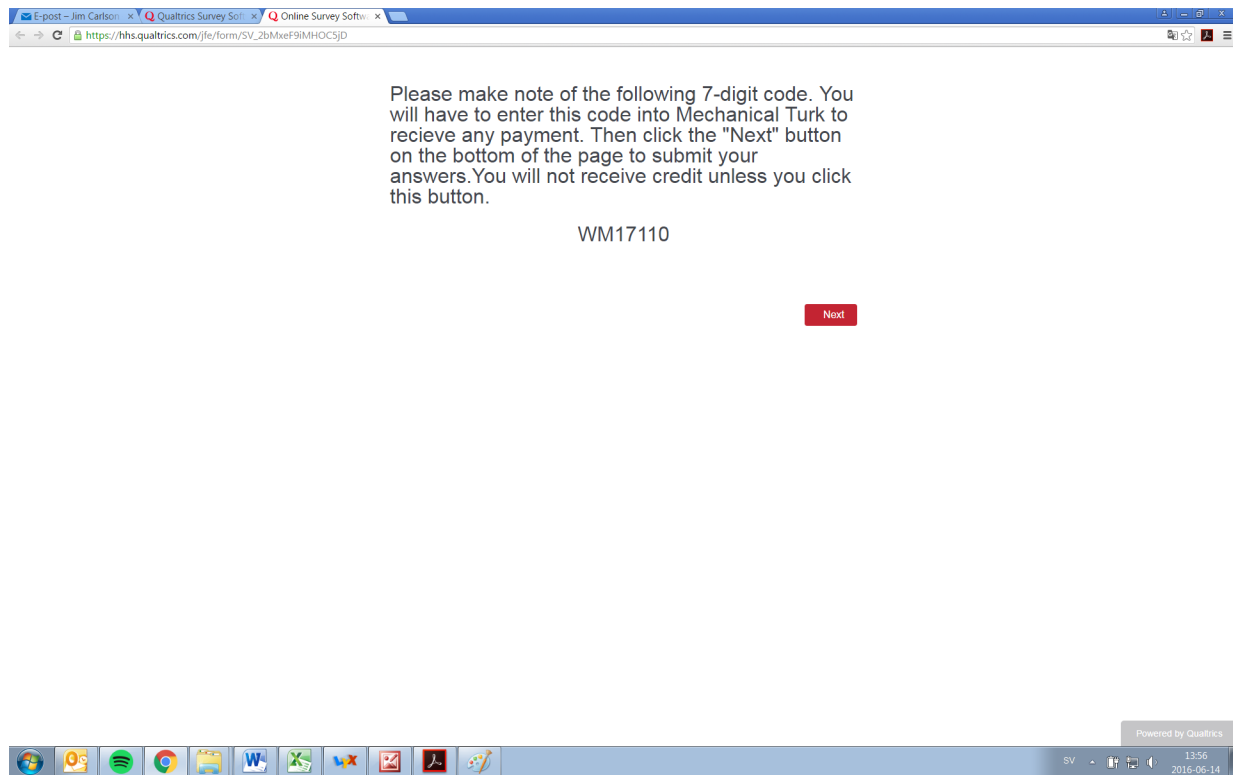 E-post – Jim Carlson
Qualtrics Survey Soft
Online Survey Softw
https://hhs.qualtrics.com/jfe/form/SV_2bMxeF9iMHOC5jD
Please make note of the following 7-digit code. You
will have to enter this code into Mechanical Turk to
recieve any payment. Then click the "Next" button
on the bottom of the page to submit your
answers.You will not receive credit unless you click
this button.
WM17110
Next
Powered by Qualtrics
SV
13:56
2016-06-14